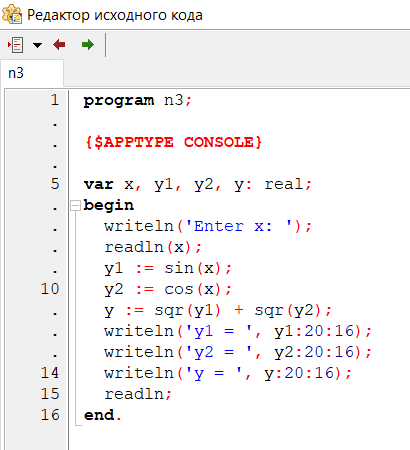 Редактор исходного кода
n3
1 program n3;
.
. {$APPTYPE CONSOLE}
.
5 var x, y1, y2, y: real;
. begin
. writeln('Enter x: ');
. readln(x);
. y1 := sin(x);
10 y2 := cos(x);
. y := sqr(y1) + sqr(y2);
. writeln('y1 = ', y1:20:16);
. writeln('y2 = ', y2:20:16);
14 writeln('y = ', y:20:16);
15 readln;
16 end.